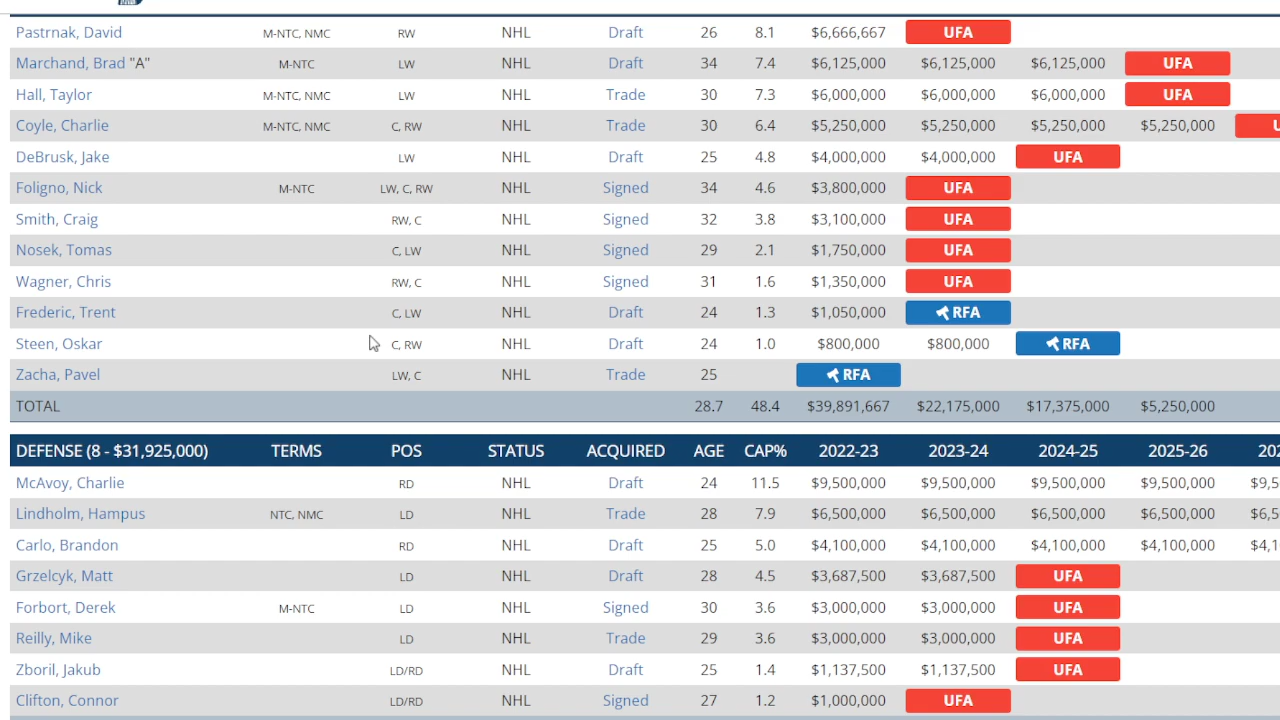 Pastrnak, David M-NTC, NMC RW NHL Draft 26 8.1 $6,666,667 UFA
Marchand, Brad "A" M-NTC LW NHL Draft 34 7.4 $6,125,000 $6,125,000 $6,125,000 UFA
Hall, Taylor M-NTC, NMC LW NHL Trade 30 7.3 $6,000,000 $6,000,000 $6,000,000 UFA
Coyle, Charlie M-NTC, NMC C, RW NHL Trade 30 6.4 $5,250,000 $5,250,000 $5,250,000 $5,250,000
DeBrusk, Jake LW NHL Draft 25 4.8 $4,000,000 $4,000,000 UFA
Foligno, Nick M-NTC LW, C, RW NHL Signed 34 4.6 $3,800,000 UFA
Smith, Craig RW, C NHL Signed 32 3.8 $3,100,000 UFA
Nosek, Tomas C, LW NHL Signed 29 2.1 $1,750,000 UFA
Wagner, Chris RW, C NHL Signed 31 1.6 $1,350,000 UFA
Frederic, Trent C, LW NHL Draft 24 1.3 $1,050,000 RFA
Steen, Oskar C, RW NHL Draft 24 1.0 $800,000 $800,000 RFA
Zacha, Pavel LW, C NHL Trade 25 RFA
TOTAL 28.7 48.4 $39,891,667 $22,175,000 $17,375,000 $5,250,000
DEFENSE (8 - $31,925,000) TERMS POS STATUS ACQUIRED AGE CAP% 2022-23 2023-24 2024-25 2025-26 202
McAvoy, Charlie RD NHL Draft 24 11.5 $9,500,000 $9,500,000 $9,500,000 $9,500,000 $9,5
Lindholm, Hampus NTC, NMC LD NHL Trade 28 7.9 $6,500,000 $6,500,000 $6,500,000 $6,500,000 $6,5
Carlo, Brandon RD NHL Draft 25 5.0 $4,100,000 $4,100,000 $4,100,000 $4,100,000 $4,1
Grzelcyk, Matt LD NHL Draft 28 4.5 $3,687,500 $3,687,500 UFA
Forbort, Derek M-NTC LD NHL Signed 30 3.6 $3,000,000 $3,000,000 UFA
Reilly, Mike LD NHL Trade 29 3.6 $3,000,000 $3,000,000 UFA
Zboril, Jakub LD/RD NHL Draft 25 1.4 $1,137,500 $1,137,500 UFA
Clifton, Connor LD/RD NHL Signed 27 1.2 $1,000,000 UFA